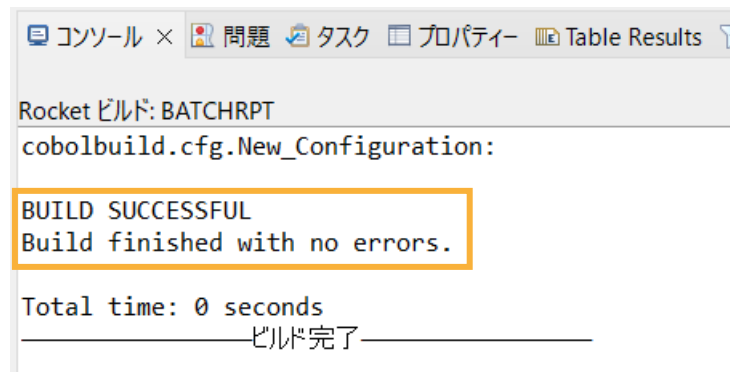 コンソール × 問題 タスク プロパティー Table Results
Rocket ビルド: BATCHRPT
cobolbuild.cfg.New_Configuration:
BUILD SUCCESSFUL
Build finished with no errors.
Total time: 0 seconds
ビルド完了